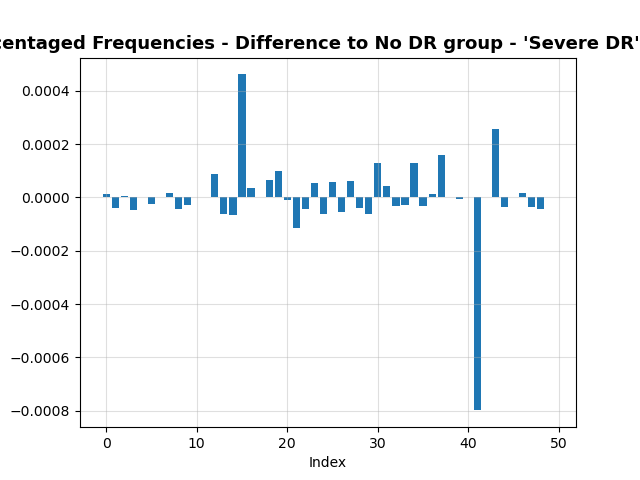 centaged Frequencies - Difference to No DR group - 'Severe DR'
0.0004
0.0002
0.0000
−0.0002
−0.0004
−0.0006
−0.0008
0 10 20 30 40 50
Index